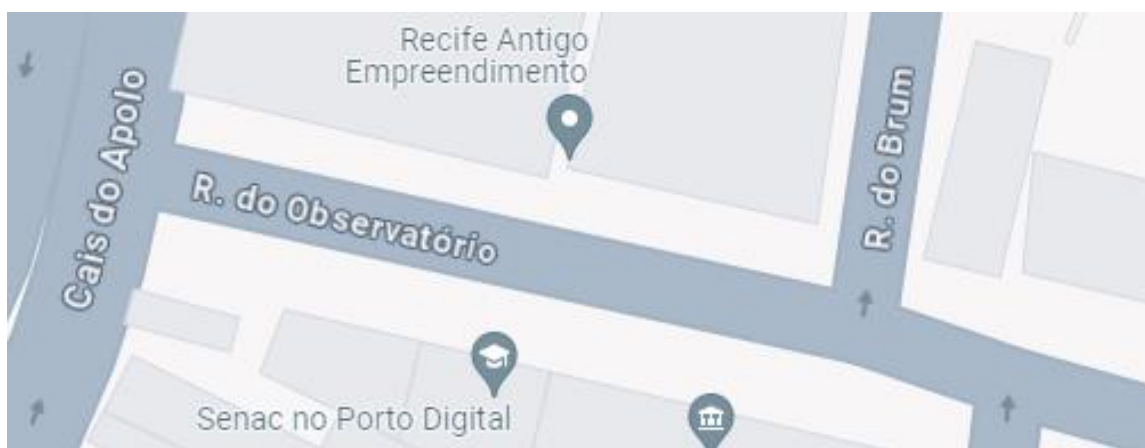 Recife Antigo
Empreendimento
Cais do Apolo
R. do Observatório
R. do Brum
Senac no Porto Digital